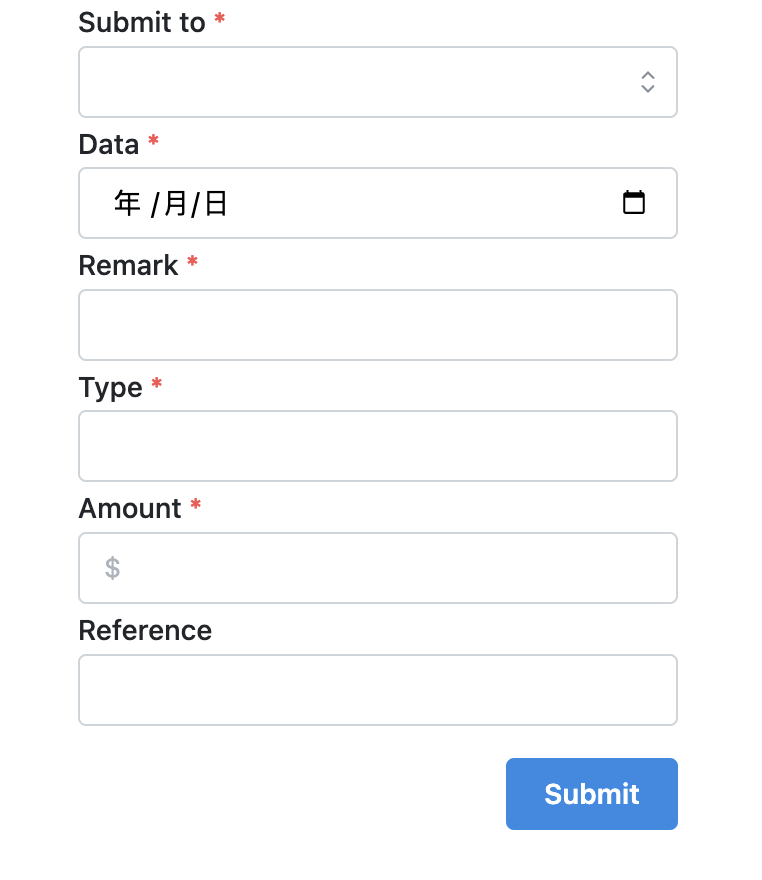 Submit to *
Data *
年 /月/日
Remark *
Type *
Amount *
$
Reference
Submit